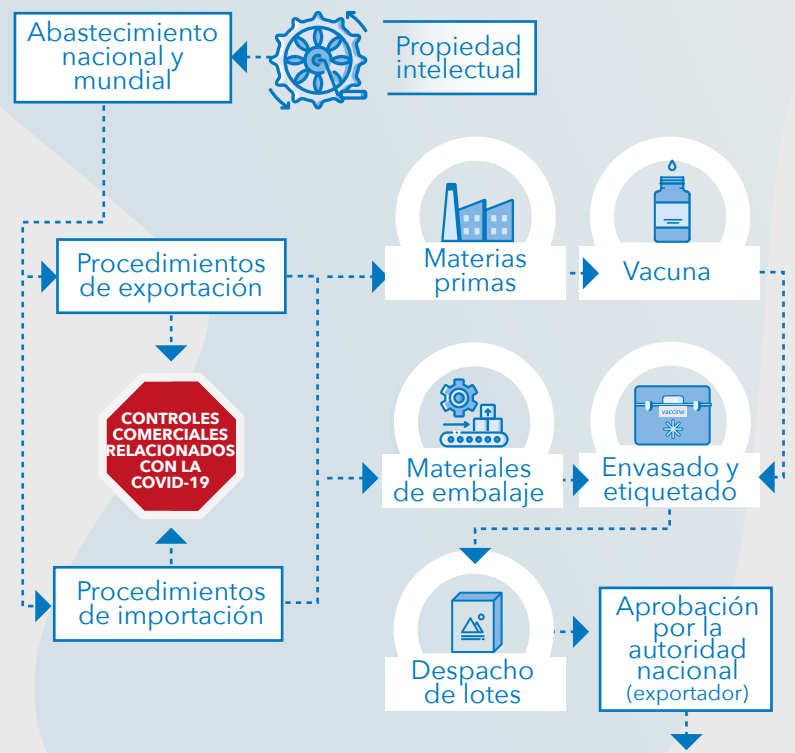 Abastecimiento
nacional y
mundial
Propiedad
intelectual
Procedimientos
de exportación
Materias
primas
Vacuna
CONTROLES
COMERCIALES
RELACIONADOS
CON LA
COVID-19
Materiales
de embalaje
vaccine
Envasado y
etiquetado
Procedimientos
de importación
Despacho
de lotes
Aprobación
por la
autoridad
nacional
(exportador)